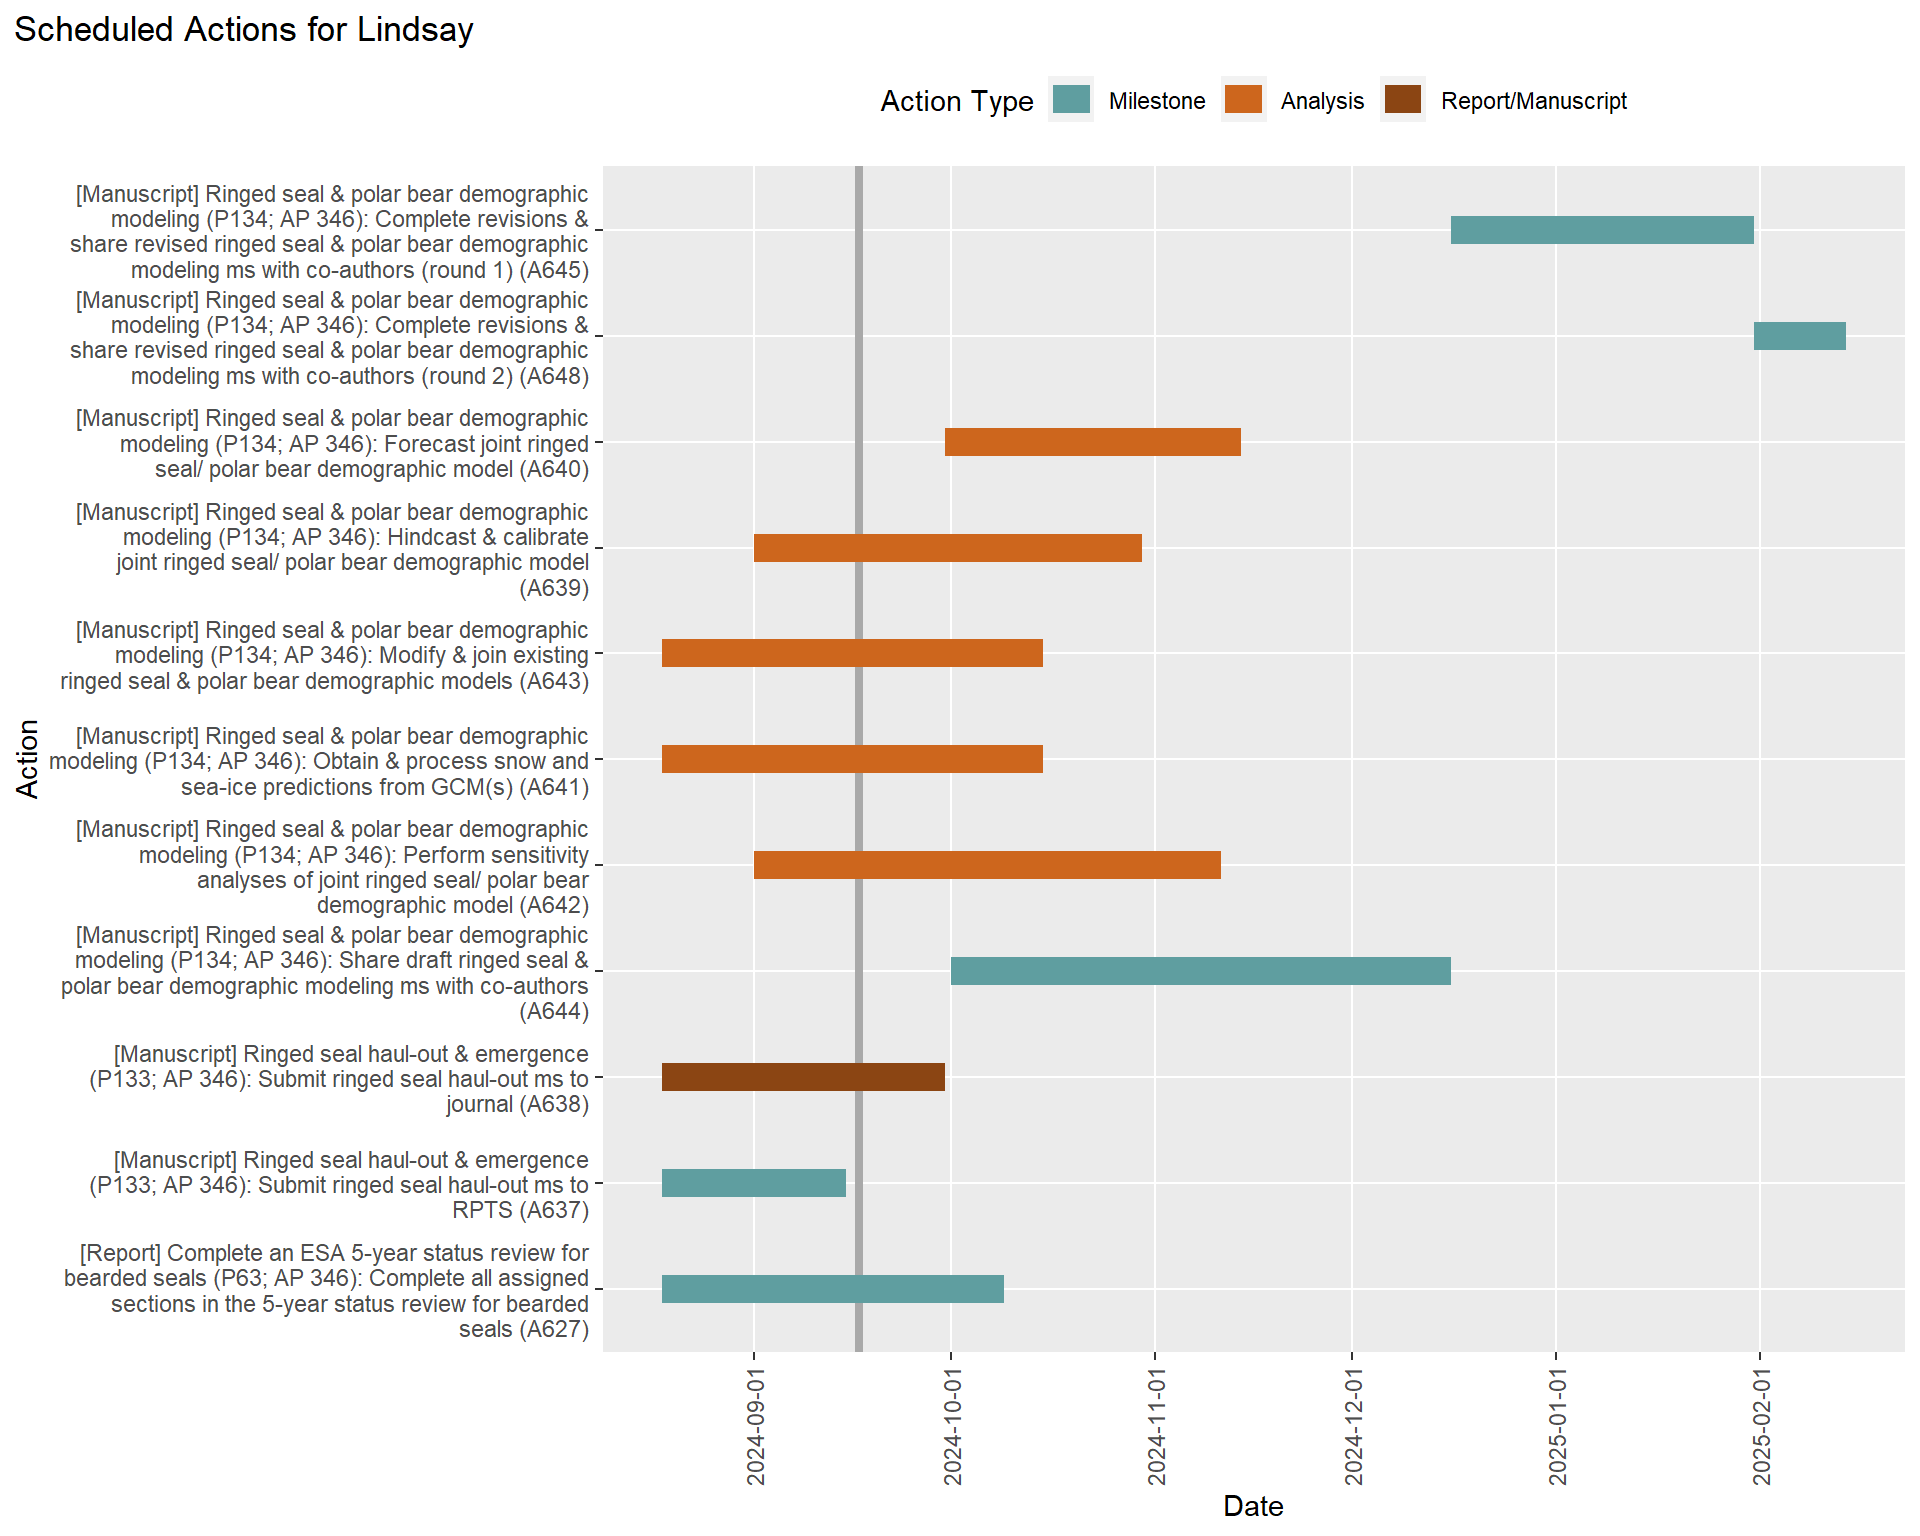 Scheduled Actions for Lindsay
Action Type
Milestone
Analysis
Report/Manuscript
[Manuscript] Ringed seal & polar bear demographic
modeling (P134; AP 346): Complete revisions &
share revised ringed seal & polar bear demographic
modeling ms with co-authors (round 1) (A645)
[Manuscript] Ringed seal & polar bear demographic
modeling (P134; AP 346): Complete revisions &
share revised ringed seal & polar bear demographic
modeling ms with co-authors (round 2) (A648)
[Manuscript] Ringed seal & polar bear demographic
modeling (P134; AP 346): Forecast joint ringed
seal/ polar bear demographic model (A640)
[Manuscript] Ringed seal & polar bear demographic
modeling (P134; AP 346): Hindcast & calibrate
joint ringed seal/ polar bear demographic model
(A639)
[Manuscript] Ringed seal & polar bear demographic
modeling (P134; AP 346): Modify & join existing
ringed seal & polar bear demographic models (A643)
[Manuscript] Ringed seal & polar bear demographic
modeling (P134; AP 346): Obtain & process snow and
sea-ice predictions from GCM(s) (A641)
[Manuscript] Ringed seal & polar bear demographic
modeling (P134; AP 346): Perform sensitivity
analyses of joint ringed seal/ polar bear
demographic model (A642)
[Manuscript] Ringed seal & polar bear demographic
modeling (P134; AP 346): Share draft ringed seal &
polar bear demographic modeling ms with co-authors
(A644)
[Manuscript] Ringed seal haul-out & emergence
(P133; AP 346): Submit ringed seal haul-out ms to
journal (A638)
[Manuscript] Ringed seal haul-out & emergence
(P133; AP 346): Submit ringed seal haul-out ms to
RPTS (A637)
[Report] Complete an ESA 5-year status review for
bearded seals (P63; AP 346): Complete all assigned
sections in the 5-year status review for bearded
seals (A627)
Action
2024-09-01
2024-10-01
2024-11-01
2024-12-01
2025-01-01
2025-02-01
Date